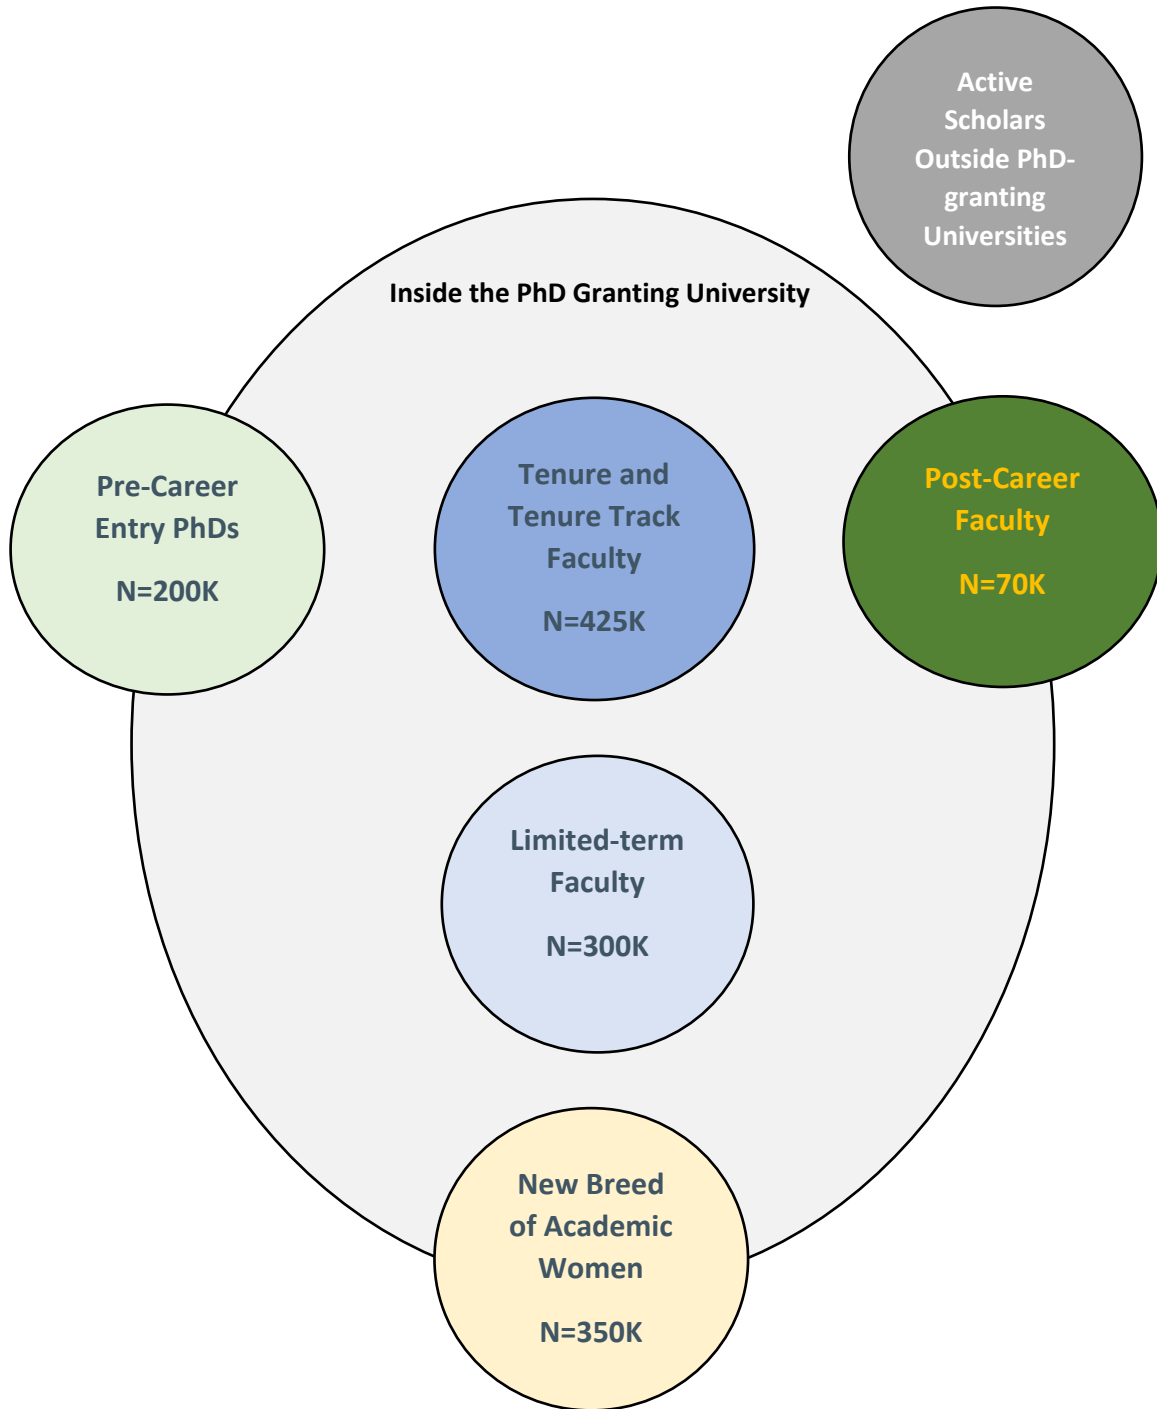 Active
Scholars
Outside PhD-
granting
Universities
Inside the PhD Granting University
Pre-Career
Entry PhDs
N=200K
Tenure and
Tenure Track
Faculty
N=425K
Post-Career
Faculty
N=70K
Limited-term
Faculty
N=300K
New Breed
of Academic
Women
N=350K